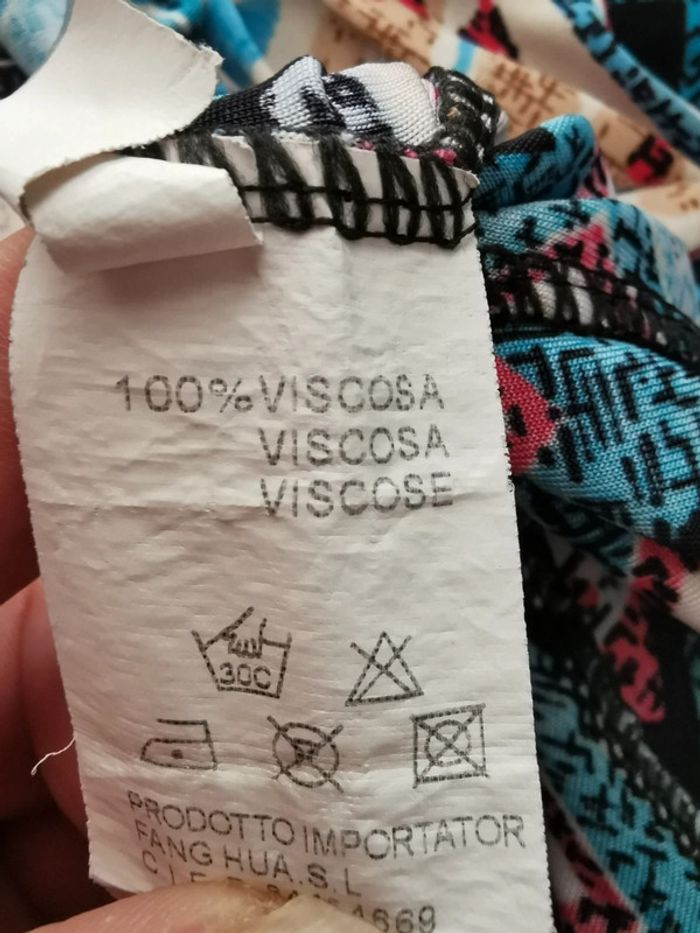 100% VISCOSA
VISCOSA
VISCOSE
30C
PRODOTTO IMPORTATOR
FANG HUA.S.L